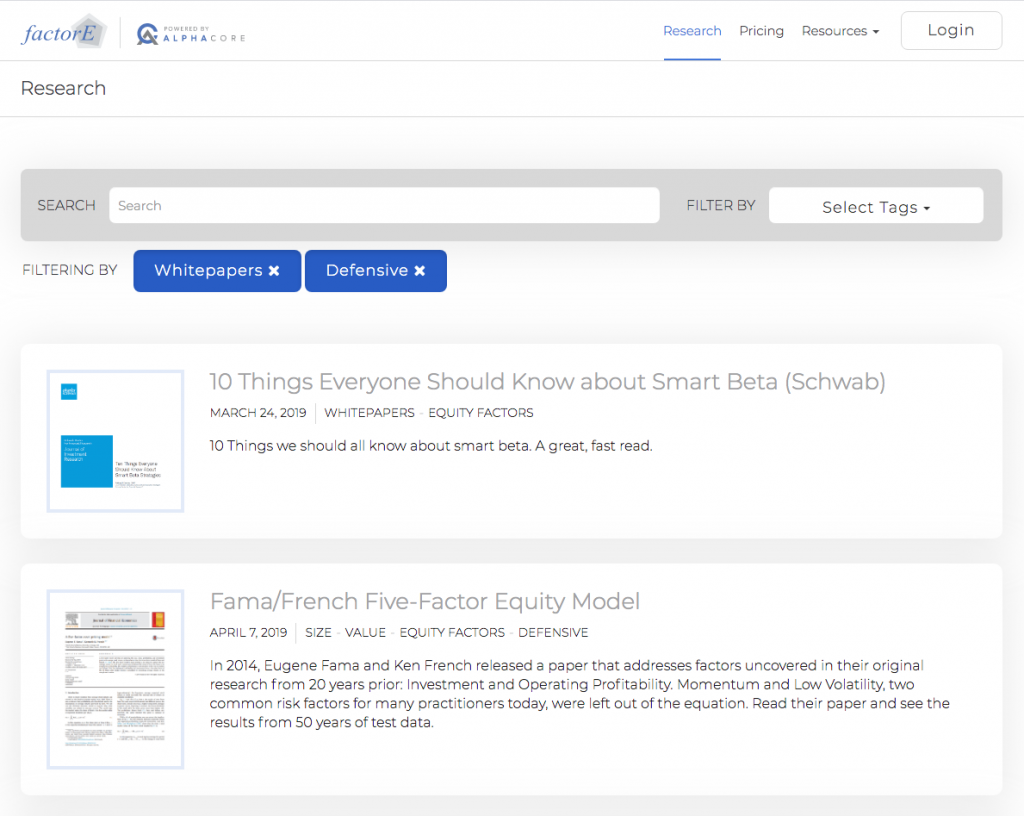 factorE
POWERED BY
ALPHACORE
Research Pricing Resources Login
Research
SEARCH Search FILTER BY Select Tags
FILTERING BY Whitepapers × Defensive ×
10 Things Everyone Should Know about Smart Beta (Schwab)
MARCH 24, 2019 WHITEPAPERS - EQUITY FACTORS
10 Things we should all know about smart beta. A great, fast read.
Journal of
Investment
Research
Ten Things Everyone
Should Know About
Smart Beta Strategies
Fama/French Five-Factor Equity Model
APRIL 7, 2019 SIZE - VALUE - EQUITY FACTORS - DEFENSIVE
In 2014, Eugene Fama and Ken French released a paper that addresses factors uncovered in their original
research from 20 years prior: Investment and Operating Profitability. Momentum and Low Volatility, two
common risk factors for many practitioners today, were left out of the equation. Read their paper and see the
results from 50 years of test data.